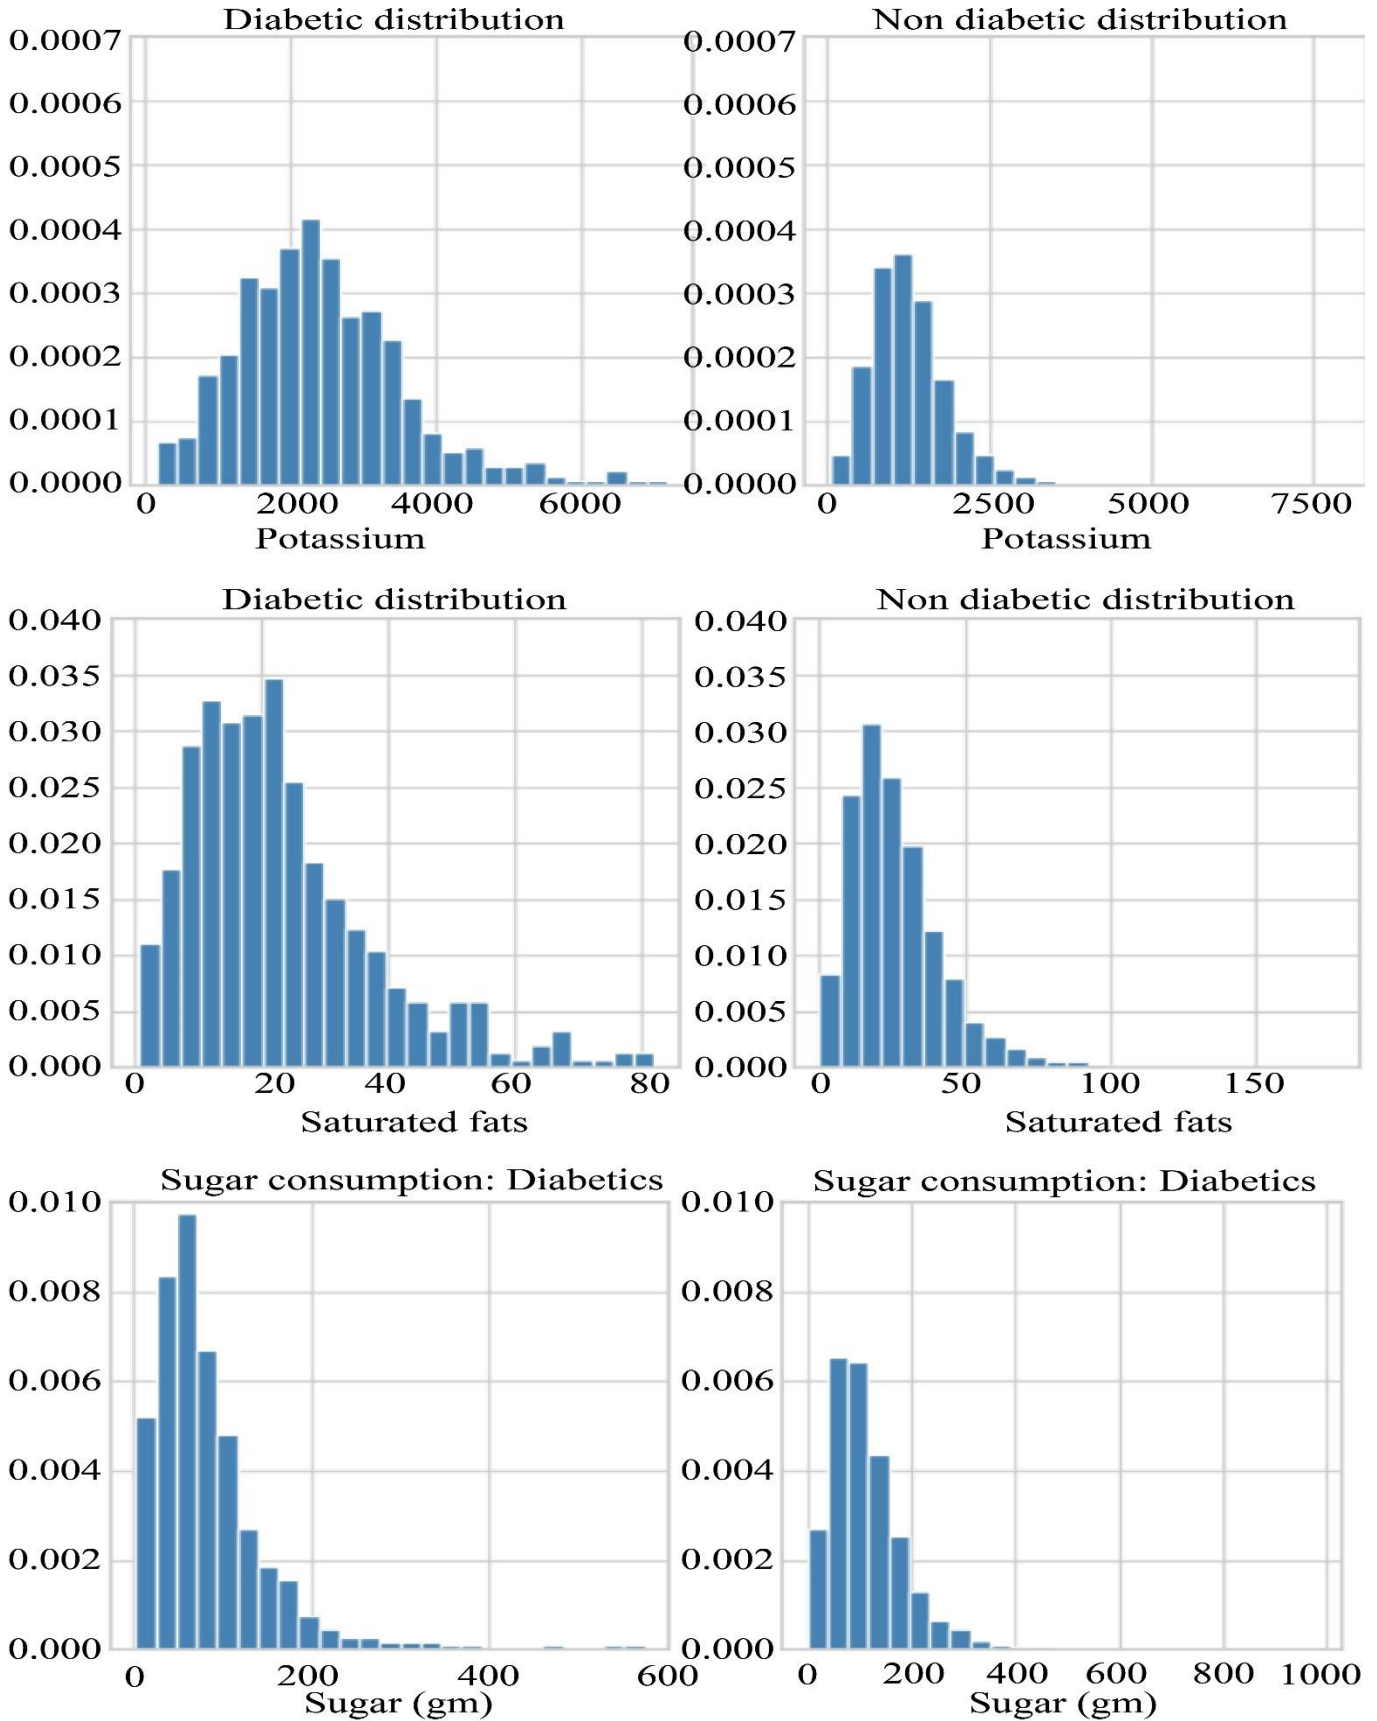 Diabetic distribution
0.0007
0.0006
0.0005
0.0004
0.0003
0.0002
0.0001
0.0000
0 2000 4000 6000
Potassium
Non diabetic distribution
0.0007
0.0006
0.0005
0.0004
0.0003
0.0002
0.0001
0.0000
0 2500 5000 7500
Potassium
Diabetic distribution
0.040
0.035
0.030
0.025
0.020
0.015
0.010
0.005
0.000
0 20 40 60 80
Saturated fats
Non diabetic distribution
0.040
0.035
0.030
0.025
0.020
0.015
0.010
0.005
0.000
0 50 100 150
Saturated fats
Sugar consumption: Diabetics
0.010
0.008
0.006
0.004
0.002
0.000
0 200 400 600
Sugar (gm)
Sugar consumption: Diabetics
0.010
0.008
0.006
0.004
0.002
0.000
0 200 400 600 800 1000
Sugar (gm)